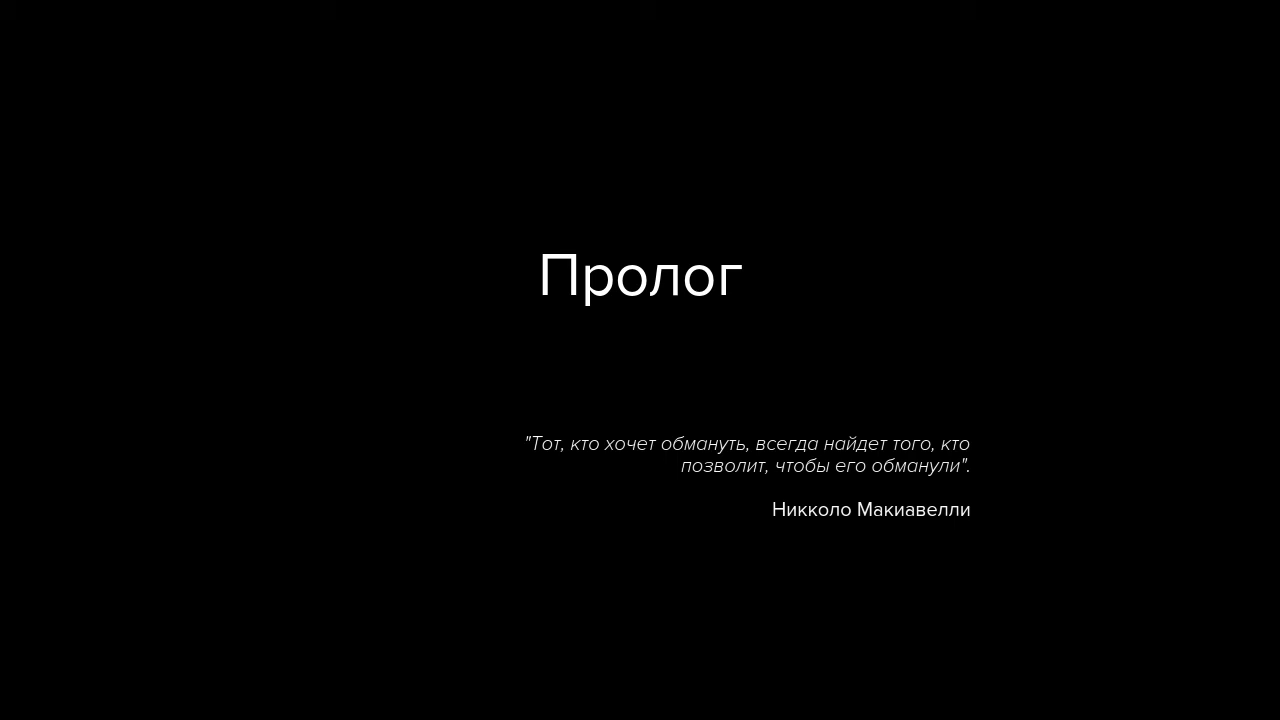 Пролог
"Тот, кто хочет обмануть, всегда найдет того, кто
позволит, чтобы его обманули".
Никколо Макиавелли